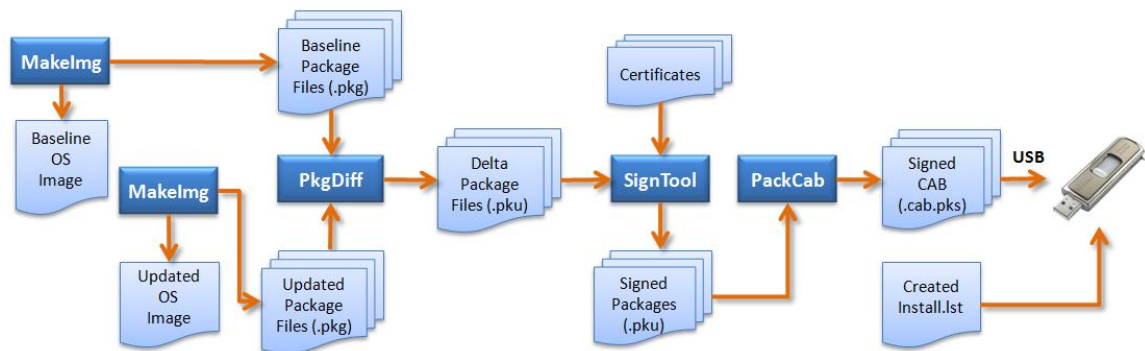 MakeImg
Baseline
Package
Files (.pkg)
Certificates
Baseline
OS
Image
MakeImg
PkgDiff
Delta
Package
Files (.pku)
SignTool
PackCab
Signed
CAB
(.cab.pks)
USB
Updated
OS
Image
Updated
Package
Files (.pkg)
Signed
Packages
(.pku)
Created
Install.lst